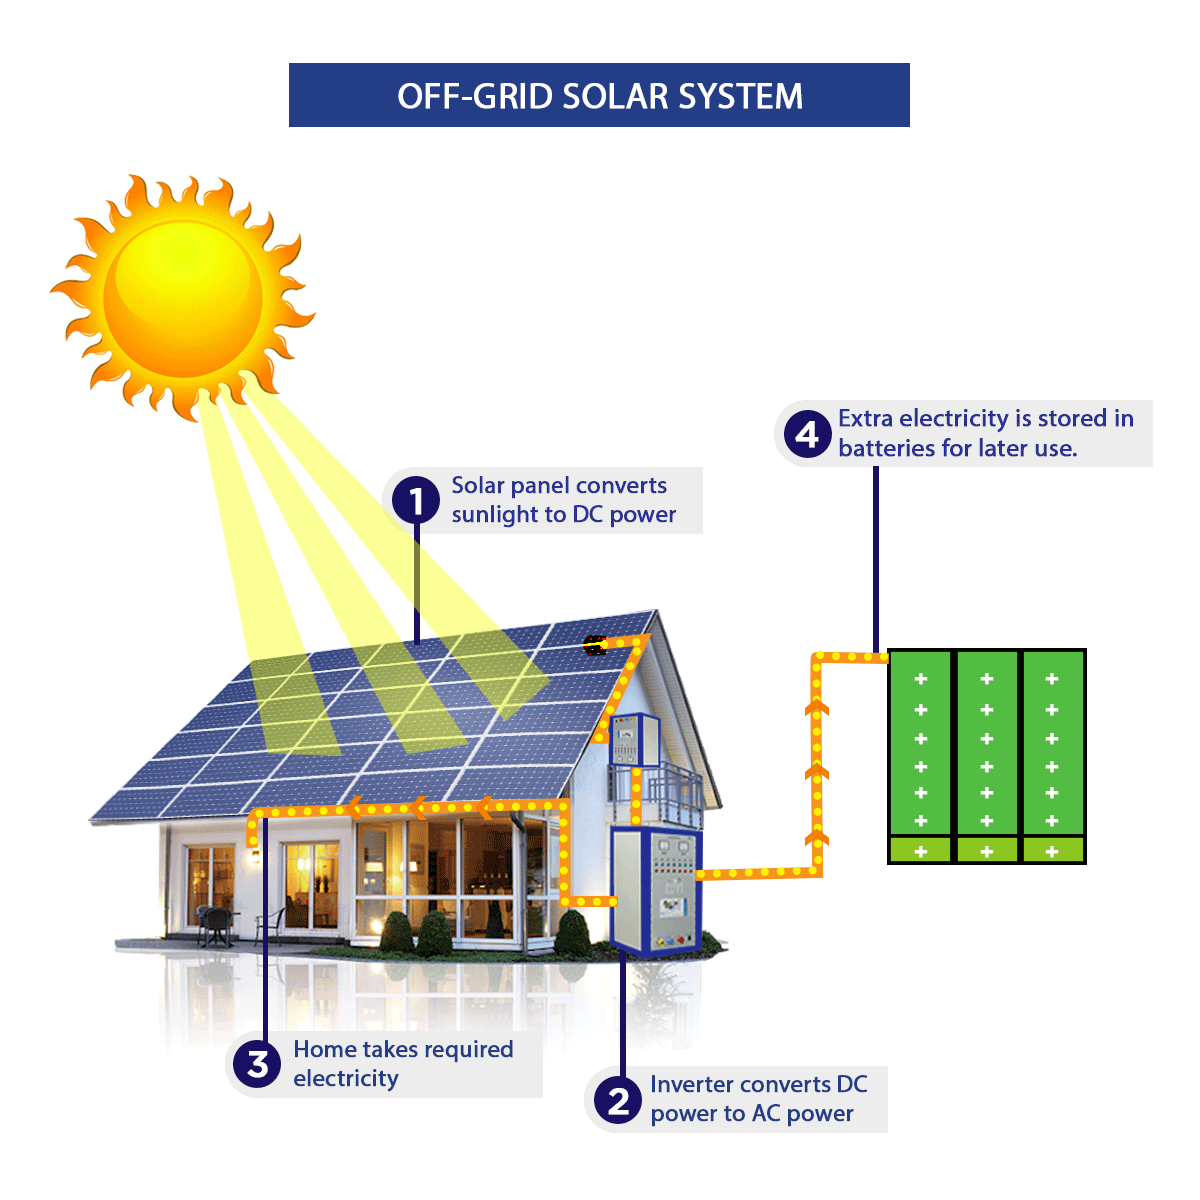 OFF-GRID SOLAR SYSTEM
4
Extra electricity is stored in
batteries for later use.
1
Solar panel converts
sunlight to DC power
3
Home takes required
electricity
2
Inverter converts DC
power to AC power